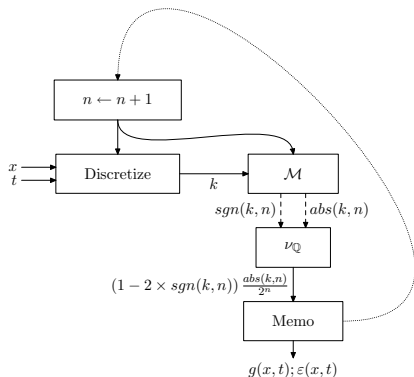 n ← n + 1
x
t
Discretize
k
ℳ
sgn(k, n)
abs(k, n)
ν_ℚ
(1 − 2 × sgn(k, n)) abs(k,n)/2^n
Memo
g(x, t); ε(x, t)